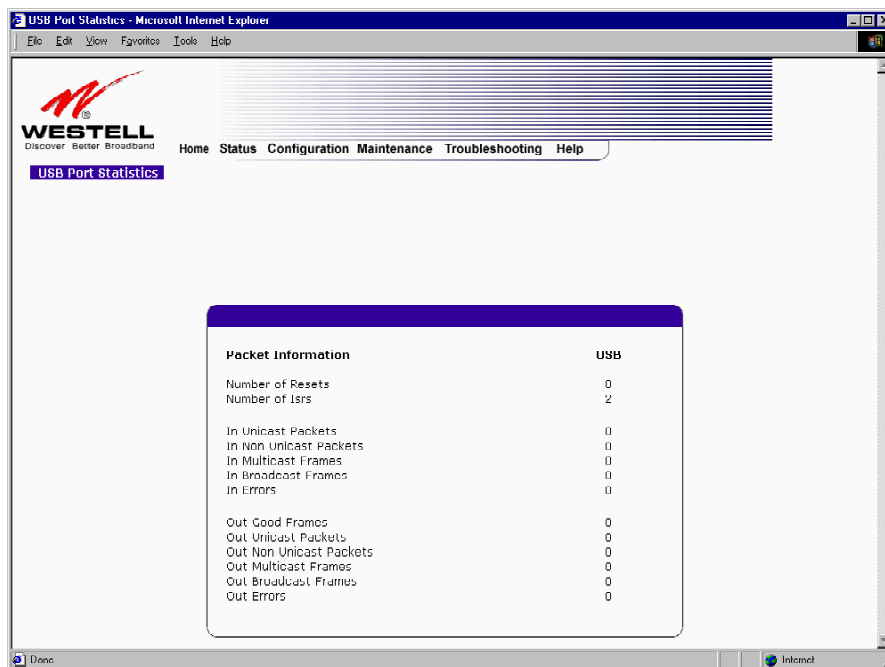 USB Port Statistics - Microsoft Internet Explorer
File Edit View Favorites Tools Help
®
WESTELL
Discover Better Broadband
Home Status Configuration Maintenance Troubleshooting Help
USB Port Statistics
Packet Information USB
Number of Resets 0
Number of Isrs 2
In Unicast Packets 0
In Non Unicast Packets 0
In Multicast Frames 0
In Broadcast Frames 0
In Errors 0
Out Good Frames 0
Out Unicast Packets 0
Out Non Unicast Packets 0
Out Multicast Frames 0
Out Broadcast Frames 0
Out Errors 0
Done Internet